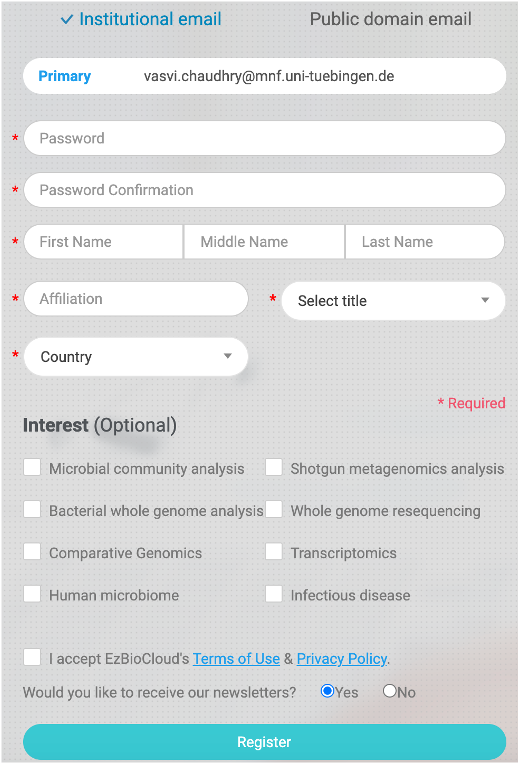 ✓ Institutional email Public domain email
Primary vasvi.chaudhry@mnf.uni-tuebingen.de
* Password
* Password Confirmation
* First Name Middle Name Last Name
* Affiliation * Select title
* Country
* Required
Interest (Optional)
Microbial community analysis Shotgun metagenomics analysis
Bacterial whole genome analysis Whole genome resequencing
Comparative Genomics Transcriptomics
Human microbiome Infectious disease
I accept EzBioCloud's Terms of Use & Privacy Policy.
Would you like to receive our newsletters? Yes No
Register